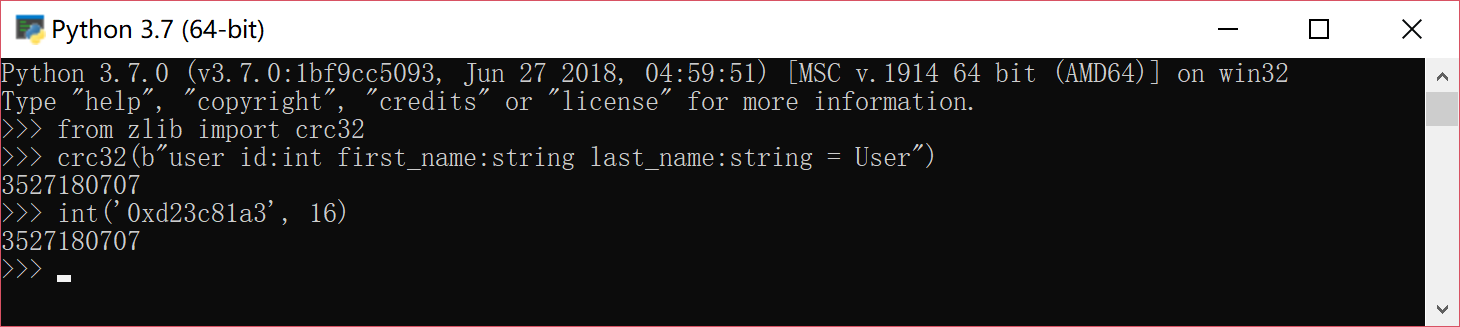 Python 3.7 (64-bit)
Python 3.7.0 (v3.7.0:1bf9cc5093, Jun 27 2018, 04:59:51) [MSC v.1914 64 bit (AMD64)] on win32
Type "help", "copyright", "credits" or "license" for more information.
>>> from zlib import crc32
>>> crc32(b"user id:int first_name:string last_name:string = User")
3527180707
>>> int('0xd23c81a3', 16)
3527180707
>>>